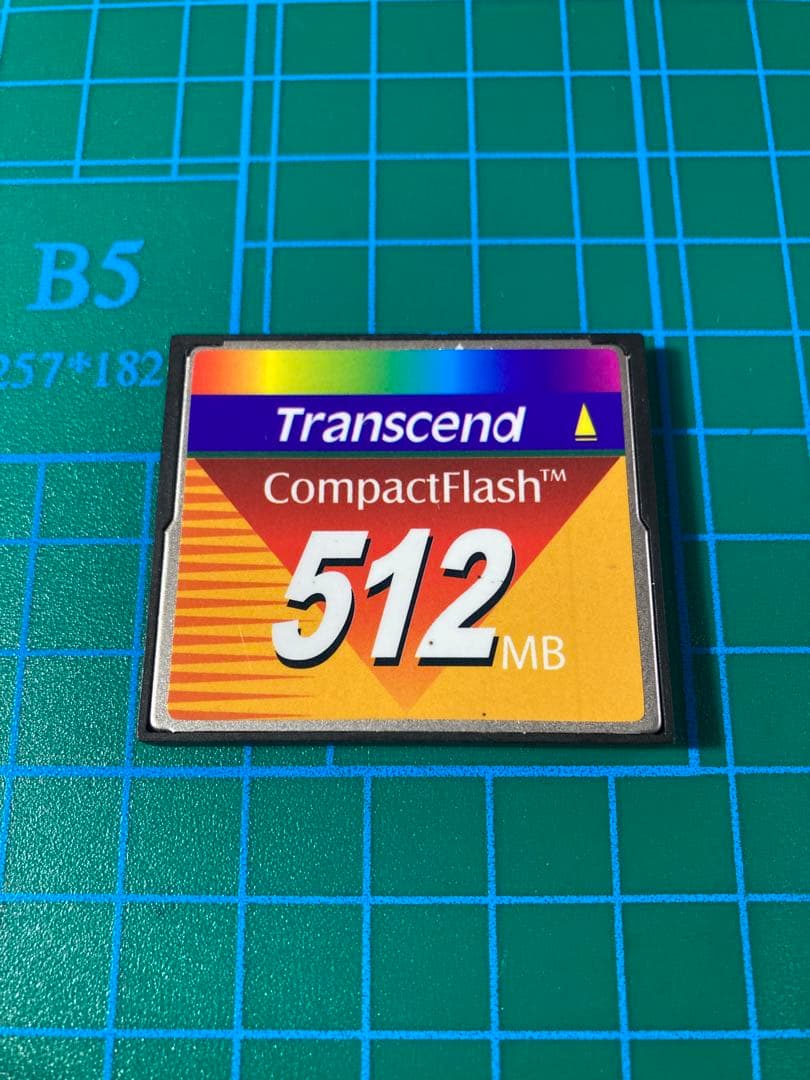 B5
257*182
Transcend
CompactFlash™
512MB